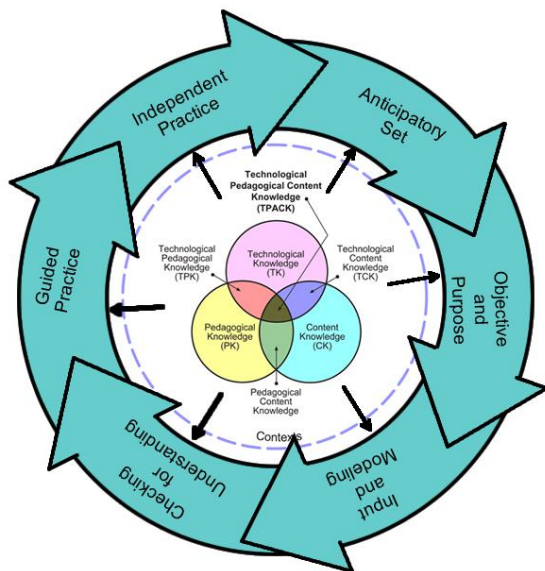 Independent
Practice
Anticipatory
Set
Objective
and
Purpose
Input
and
Modeling
Checking
for
Understanding
Guided
Practice
Technological
Pedagogical Content
Knowledge
(TPACK)
Technological
Pedagogical
Knowledge
(TPK)
Technological
Knowledge (TK)
Technological
Content
Knowledge
(TCK)
Pedagogical
Knowledge
(PK)
Content
Knowledge
(CK)
Pedagogical
Content
Knowledge
Contexts